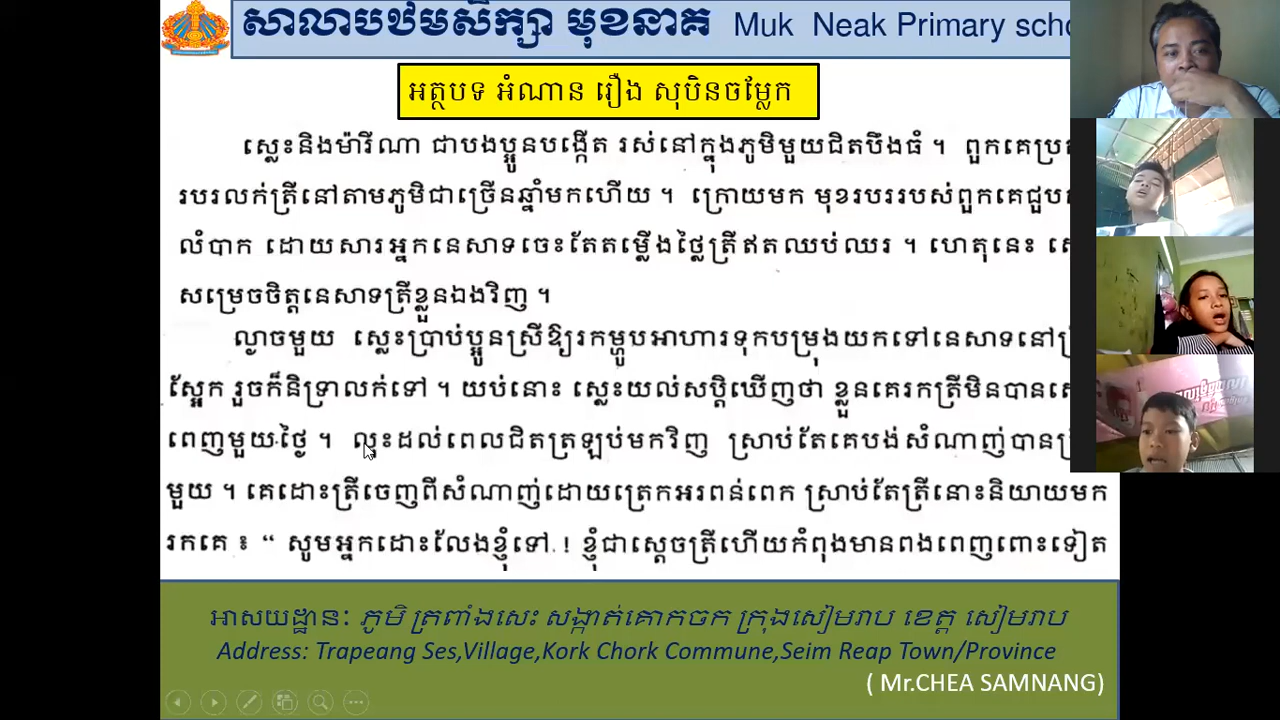 សាលាបឋមសិក្សា មុខនាគ Muk Neak Primary
អត្ថបទ អំណាន រឿង សុបិនចម្លែក
ស្លេះនិងម៉ារីណា ជាបងប្អូនបង្កើត រស់នៅក្នុងភូមិមួយជិតបឹងធំ ។ ពួកគេ
របរលក់ត្រីនៅតាមភូមិជាច្រើនឆ្នាំមកហើយ ។ ក្រោយមក មុខរបររបស់ពួកគេជួប
លំបាក ដោយសារអ្នកនេសាទចេះតែតម្លើងថ្លៃត្រីឥតឈប់ឈរ ។ ហេតុនេះ
សម្រេចចិត្តនេសាទត្រីខ្លួនឯងវិញ ។
ល្ងាចមួយ ស្លេះប្រាប់ប្អូនស្រីឱ្យរកម្ហូបអាហារទុកបម្រុងយកទៅនេសាទនៅ
ស្អែក រួចក៏និទ្រាលក់ទៅ ។ យប់នោះ ស្លេះយល់សប្តិឃើញថា ខ្លួនគេរកត្រីមិនបាន
ពេញមួយថ្ងៃ ។ លុះដល់ពេលជិតត្រឡប់មកវិញ ស្រាប់តែគេបង់សំណាញ់បាន
មួយ ។ គេដោះត្រីចេញពីសំណាញ់ដោយត្រេកអរពន់ពេក ស្រាប់តែត្រីនោះនិយាយមក
រកគេ ៖ “ សូមអ្នកដោះលែងខ្ញុំទៅ ! ខ្ញុំជាស្តេចត្រីហើយកំពុងមានពងពេញពោះទៀត
អាសយដ្ឋាន: ភូមិ ត្រពាំងសេះ សង្កាត់គោកចក ក្រុងសៀមរាប ខេត្ត សៀមរាប
Address: Trapeang Ses,Village,Kork Chork Commune,Seim Reap Town/Province
( Mr.CHEA SAMNANG)